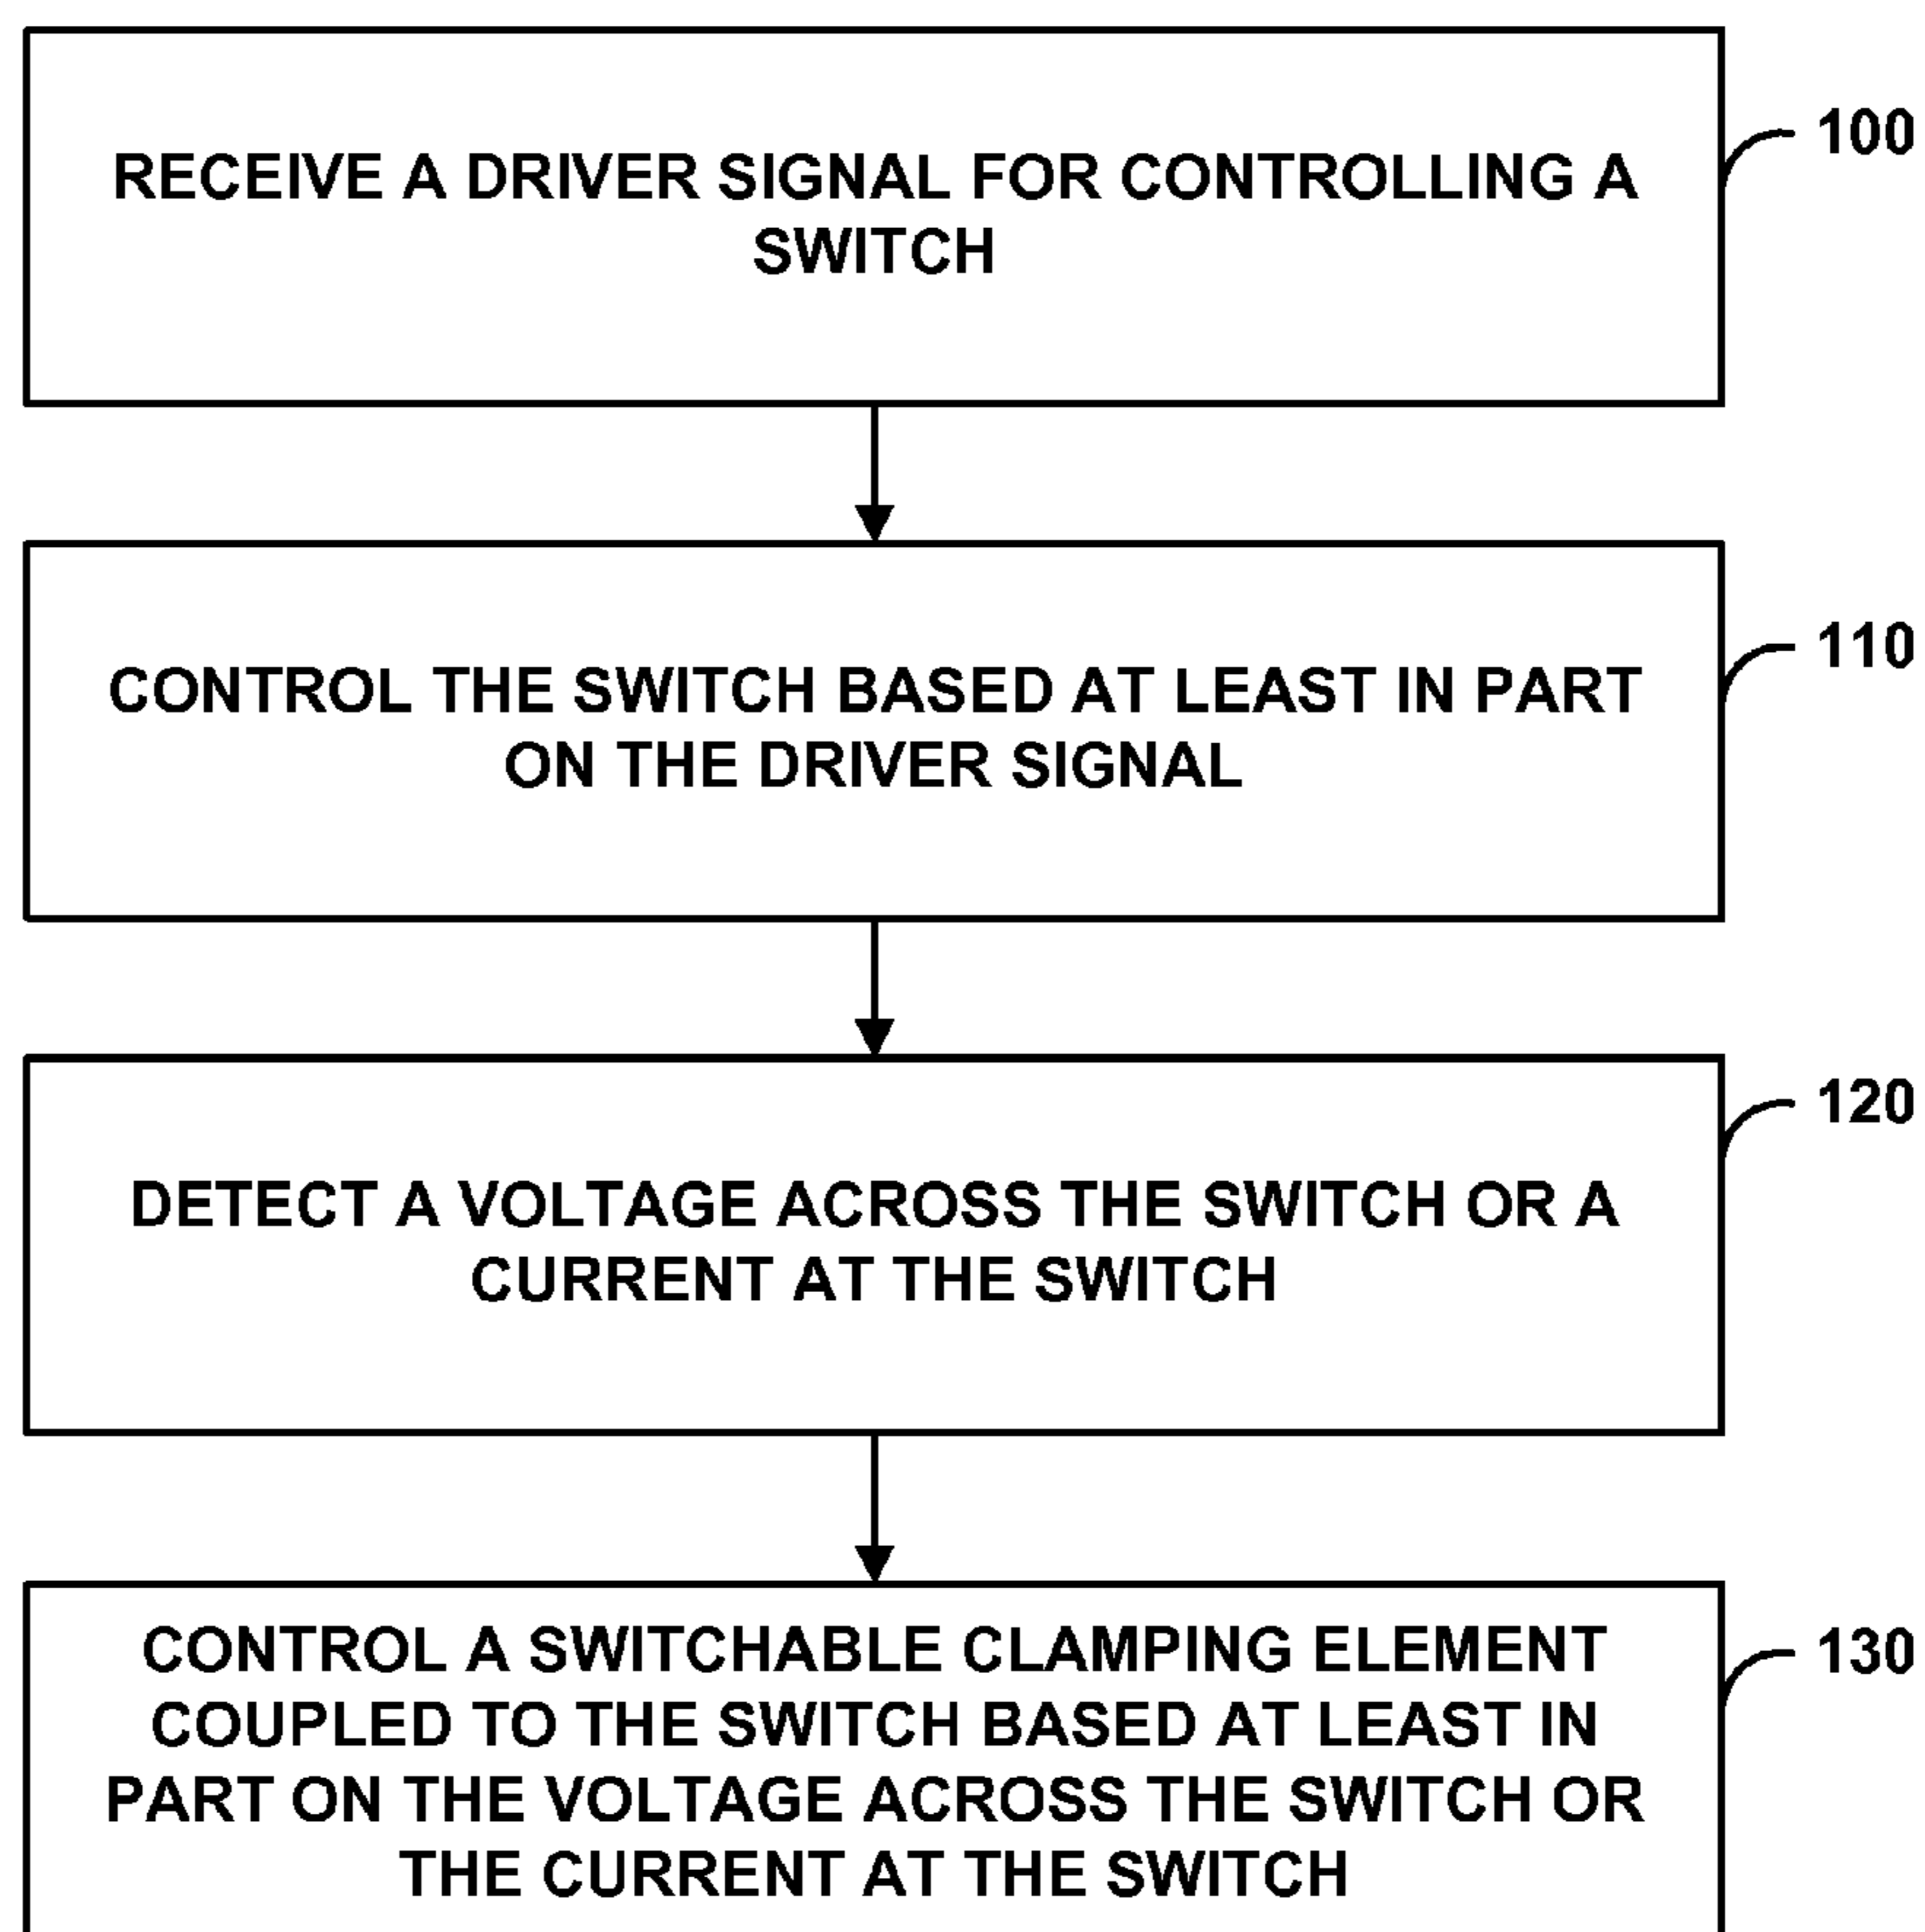 100
RECEIVE A DRIVER SIGNAL FOR CONTROLLING A
SWITCH
110
CONTROL THE SWITCH BASED AT LEAST IN PART
ON THE DRIVER SIGNAL
120
DETECT A VOLTAGE ACROSS THE SWITCH OR A
CURRENT AT THE SWITCH
130
CONTROL A SWITCHABLE CLAMPING ELEMENT
COUPLED TO THE SWITCH BASED AT LEAST IN
PART ON THE VOLTAGE ACROSS THE SWITCH OR
THE CURRENT AT THE SWITCH